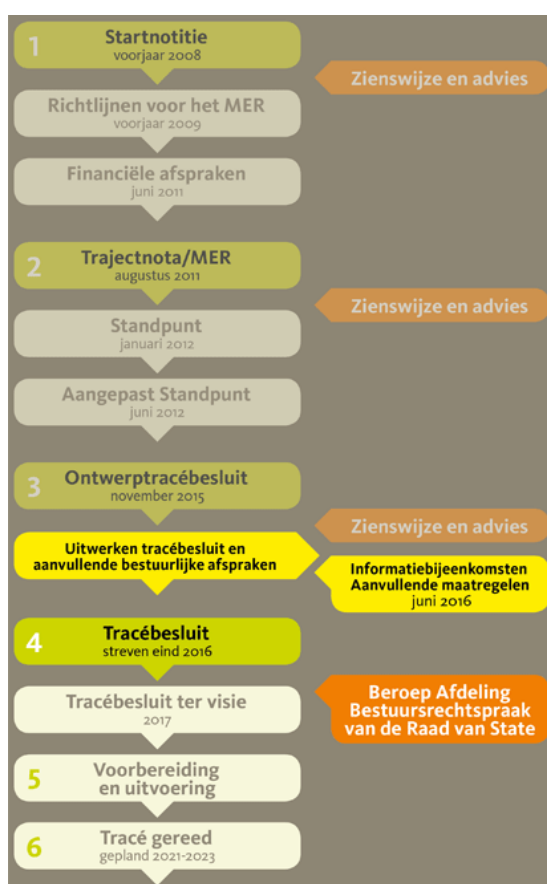 1
Startnotitie
voorjaar 2008
Zienswijze en advies
Richtlijnen voor het MER
voorjaar 2009
Financiële afspraken
juni 2011
2
Trajectnota/MER
augustus 2011
Zienswijze en advies
Standpunt
januari 2012
Aangepast Standpunt
juni 2012
3
Ontwerptracébesluit
november 2015
Zienswijze en advies
Uitwerken tracébesluit en
aanvullende bestuurlijke afspraken
Informatiebijeenkomsten
Aanvullende maatregelen
juni 2016
4
Tracébesluit
streven eind 2016
Tracébesluit ter visie
2017
Beroep Afdeling
Bestuursrechtspraak
van de Raad van State
5
Voorbereiding
en uitvoering
6
Tracé gereed
gepland 2021-2023